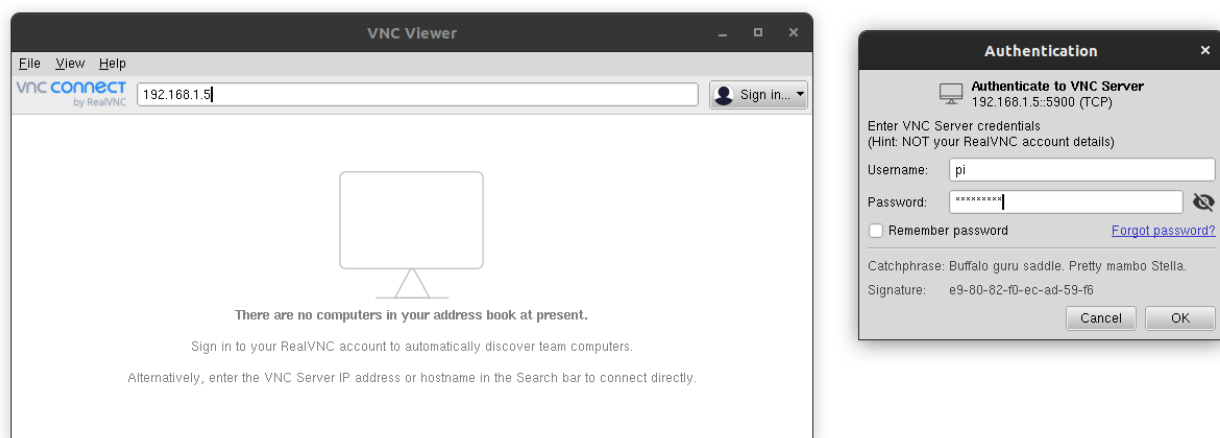 VNC Viewer
File View Help
VNC CONNECT
by RealVNC
192.168.1.5
Sign in...
There are no computers in your address book at present.
Sign in to your RealVNC account to automatically discover team computers.
Alternatively, enter the VNC Server IP address or hostname in the Search bar to connect directly.
Authentication
Authenticate to VNC Server
192.168.1.5::5900 (TCP)
Enter VNC Server credentials
(Hint: NOT your RealVNC account details)
Username: pi
Password: *********
Remember password Forgot password?
Catchphrase: Buffalo guru saddle. Pretty mambo Stella.
Signature: e9-80-82-f0-ec-ad-59-f6
Cancel OK